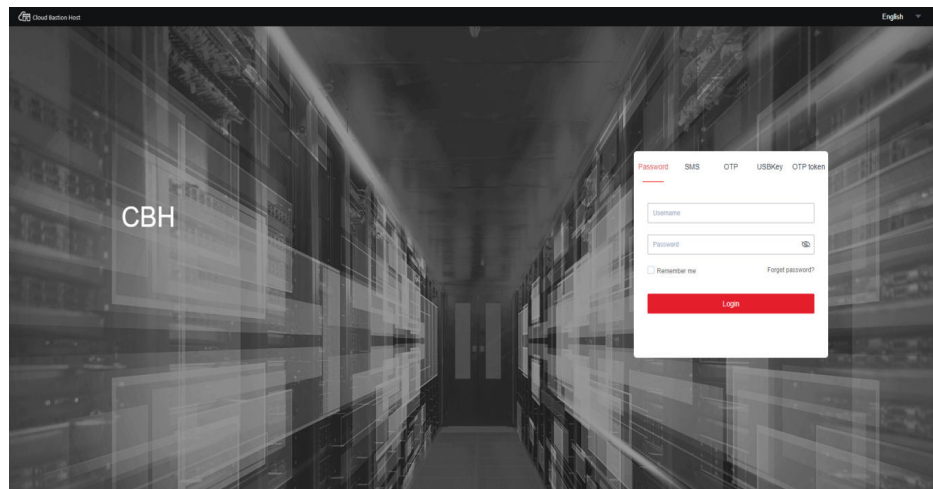 Cloud Bastion Host
English
CBH
Password SMS OTP USBKey OTP token
Username
Password
Remember me Forget password?
Login